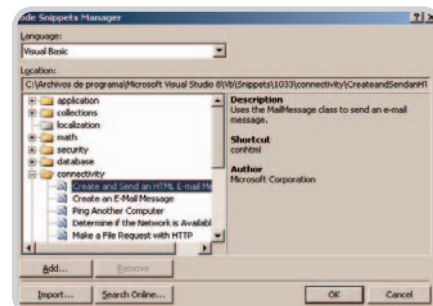 ode Snippets Manager
Language:
Visual Basic
Location:
C:\Archivos de programa\Microsoft Visual Studio 8\Vb\Snippets\1033\connectivity\CreateandSendanHT
application
collections
localization
math
security
database
connectivity
Create and Send an HTML E-mail Me
Create an E-Mail Message
Ping Another Computer
Determine if the Network is Availabl
Make a File Request with HTTP
Description
Uses the MailMessage class to send an e-mail
message.
Shortcut
conhtml
Author
Microsoft Corporation
Add...
Remove
Import...
Search Online...
OK
Cancel